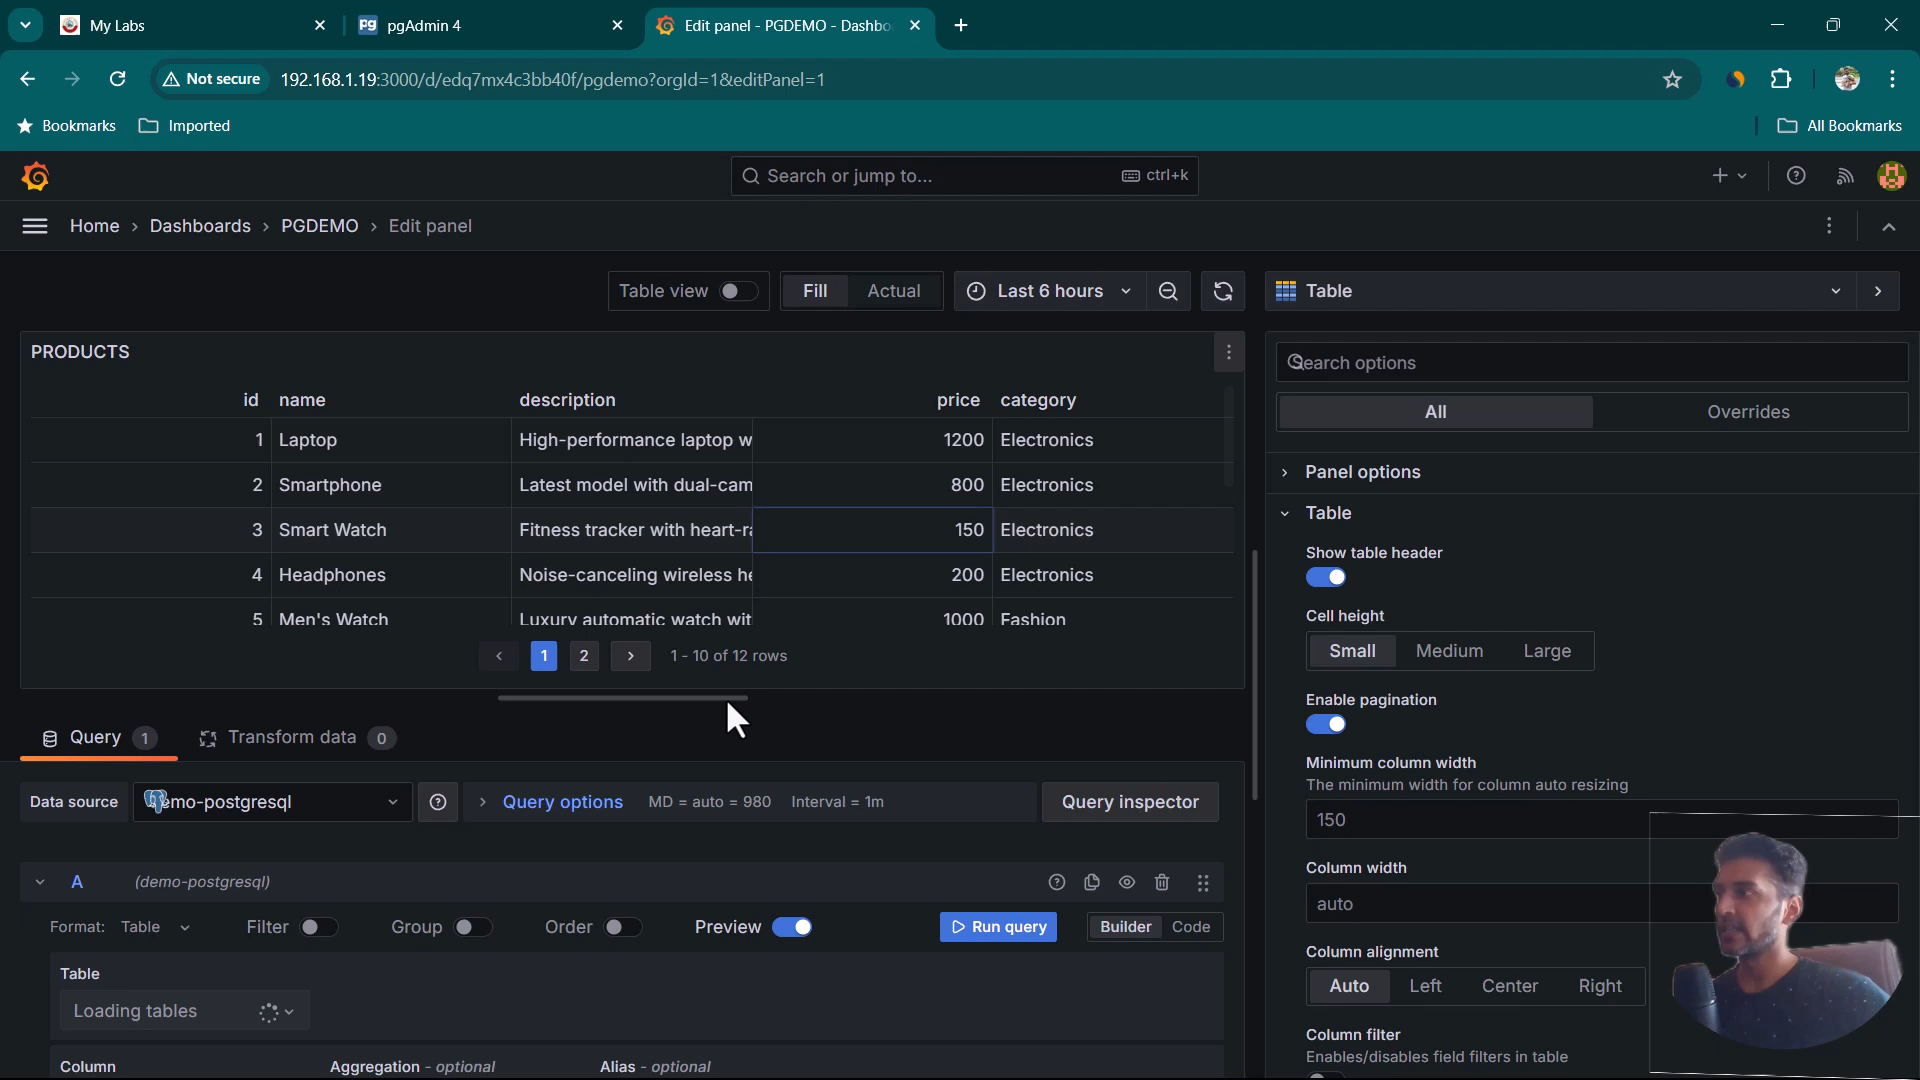 My Labs
pg pgAdmin 4
Edit panel - PGDEMO - Dashbo
Not secure 192.168.1.19:3000/d/edq7mx4c3bb40f/pgdemo?orgId=1&editPanel=1
Bookmarks Imported All Bookmarks
Search or jump to... ctrl+k
Home › Dashboards › PGDEMO › Edit panel
Table view Fill Actual Last 6 hours Table
PRODUCTS
id name description price category
1 Laptop High-performance laptop w 1200 Electronics
2 Smartphone Latest model with dual-cam 800 Electronics
3 Smart Watch Fitness tracker with heart-ra 150 Electronics
4 Headphones Noise-canceling wireless he 200 Electronics
5 Men's Watch Luxury automatic watch wit 1000 Fashion
‹ 1 2 › 1 - 10 of 12 rows
Query 1 Transform data 0
Data source emo-postgresql Query options MD = auto = 980 Interval = 1m Query inspector
A (demo-postgresql)
Format: Table Filter Group Order Preview Run query Builder Code
Table
Loading tables
Column Aggregation - optional Alias - optional
Search options
All Overrides
Panel options
Table
Show table header
Cell height
Small Medium Large
Enable pagination
Minimum column width
The minimum width for column auto resizing
150
Column width
auto
Column alignment
Auto Left Center Right
Column filter
Enables/disables field filters in table